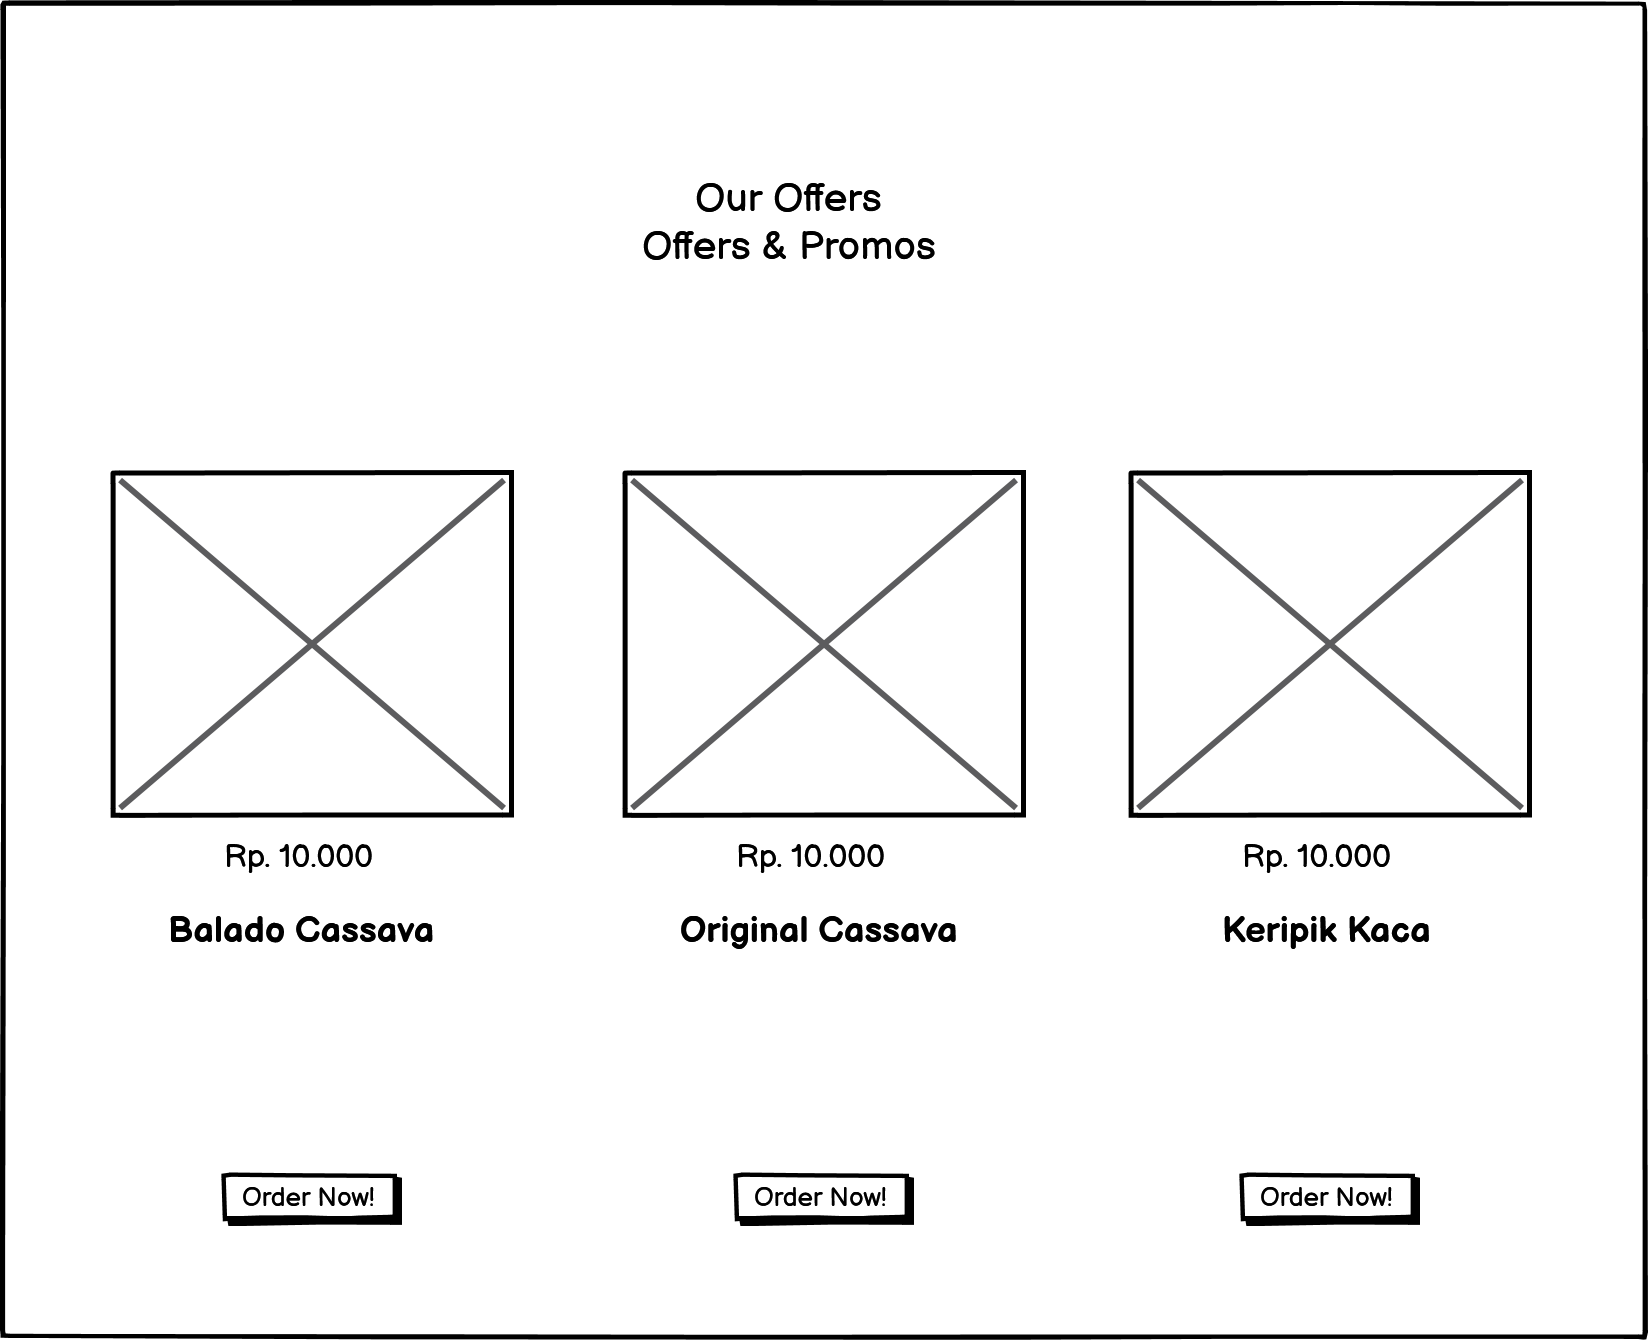 Our Offers
Offers & Promos
Rp. 10.000
Balado Cassava
Order Now!
Rp. 10.000
Original Cassava
Order Now!
Rp. 10.000
Keripik Kaca
Order Now!